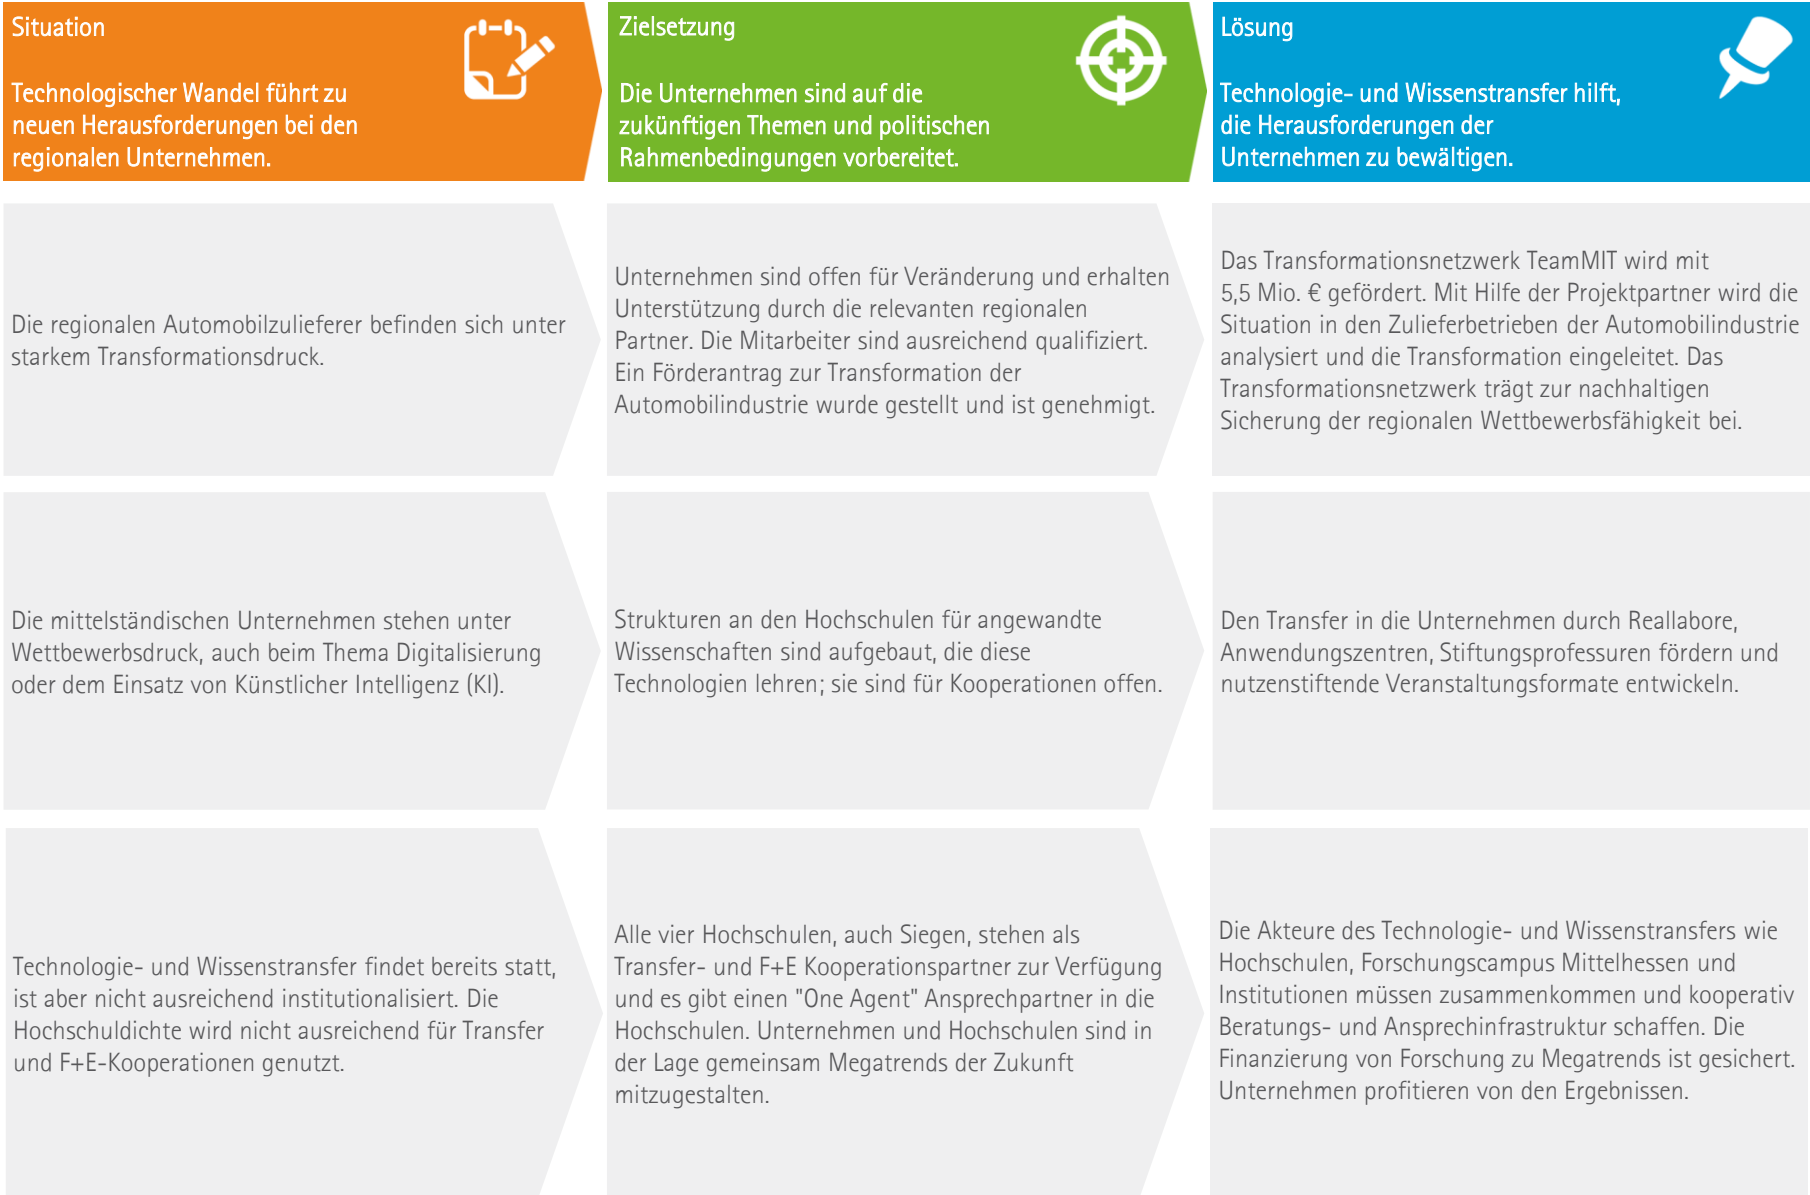 Situation
Technologischer Wandel führt zu
neuen Herausforderungen bei den
regionalen Unternehmen.
Zielsetzung
Die Unternehmen sind auf die
zukünftigen Themen und politischen
Rahmenbedingungen vorbereitet.
Lösung
Technologie- und Wissenstransfer hilft,
die Herausforderungen der
Unternehmen zu bewältigen.
Die regionalen Automobilzulieferer befinden sich unter
starkem Transformationsdruck.
Unternehmen sind offen für Veränderung und erhalten
Unterstützung durch die relevanten regionalen
Partner. Die Mitarbeiter sind ausreichend qualifiziert.
Ein Förderantrag zur Transformation der
Automobilindustrie wurde gestellt und ist genehmigt.
Das Transformationsnetzwerk TeamMIT wird mit
5,5 Mio. € gefördert. Mit Hilfe der Projektpartner wird die
Situation in den Zulieferbetrieben der Automobilindustrie
analysiert und die Transformation eingeleitet. Das
Transformationsnetzwerk trägt zur nachhaltigen
Sicherung der regionalen Wettbewerbsfähigkeit bei.
Die mittelständischen Unternehmen stehen unter
Wettbewerbsdruck, auch beim Thema Digitalisierung
oder dem Einsatz von Künstlicher Intelligenz (KI).
Strukturen an den Hochschulen für angewandte
Wissenschaften sind aufgebaut, die diese
Technologien lehren; sie sind für Kooperationen offen.
Den Transfer in die Unternehmen durch Reallabore,
Anwendungszentren, Stiftungsprofessuren fördern und
nutzenstiftende Veranstaltungsformate entwickeln.
Technologie- und Wissenstransfer findet bereits statt,
ist aber nicht ausreichend institutionalisiert. Die
Hochschuldichte wird nicht ausreichend für Transfer
und F+E-Kooperationen genutzt.
Alle vier Hochschulen, auch Siegen, stehen als
Transfer- und F+E Kooperationspartner zur Verfügung
und es gibt einen "One Agent" Ansprechpartner in die
Hochschulen. Unternehmen und Hochschulen sind in
der Lage gemeinsam Megatrends der Zukunft
mitzugestalten.
Die Akteure des Technologie- und Wissenstransfers wie
Hochschulen, Forschungscampus Mittelhessen und
Institutionen müssen zusammenkommen und kooperativ
Beratungs- und Ansprechinfrastruktur schaffen. Die
Finanzierung von Forschung zu Megatrends ist gesichert.
Unternehmen profitieren von den Ergebnissen.